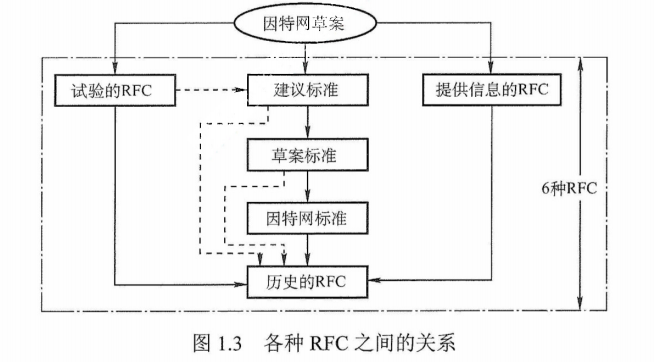 因特网草案
试验的RFC
建议标准
提供信息的RFC
草案标准
6种RFC
因特网标准
历史的RFC
图 1.3 各种 RFC 之间的关系